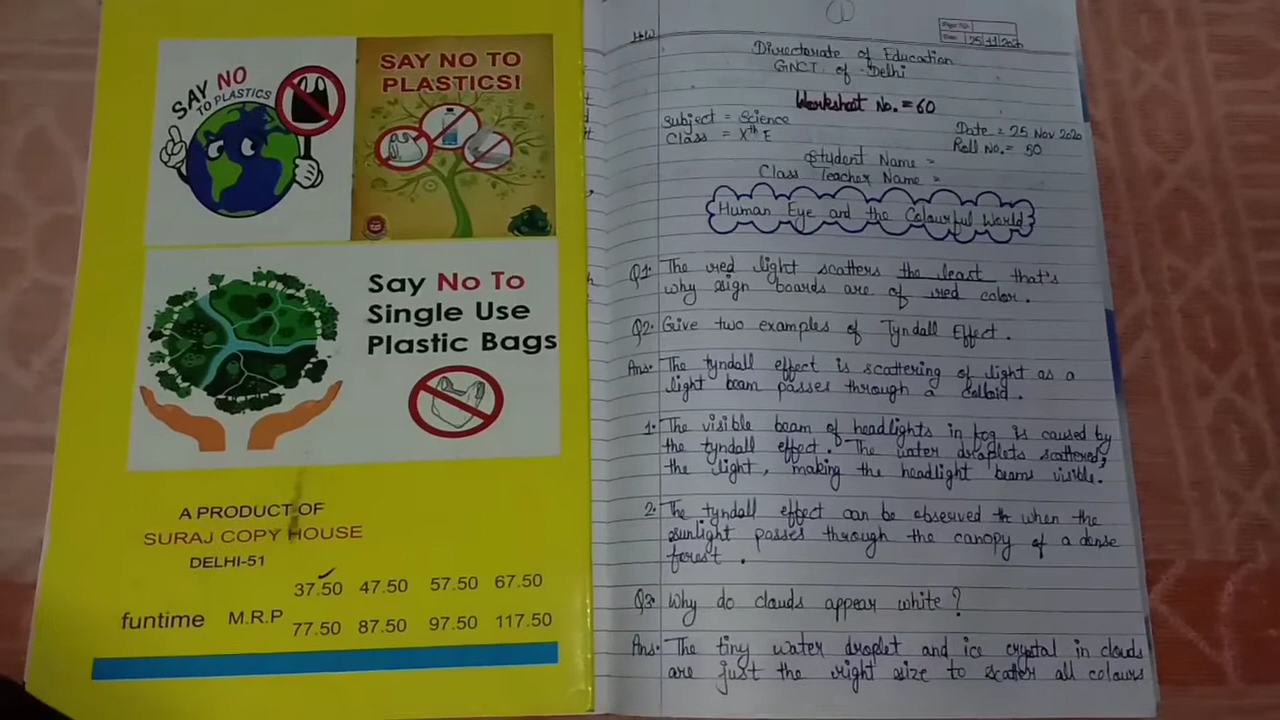 SAY NO
TO PLASTICS
SAY NO TO
PLASTICS!
Say No To
Single Use
Plastic Bags
A PRODUCT OF
SURAJ COPY HOUSE
DELHI-51
37.50 47.50 57.50 67.50
funtime M.R.P
77.50 87.50 97.50 117.50
1
H.W
Date 25 11 2020
Directorate of Education
GNCT of Delhi
Worksheet No. = 60
Subject = Science
Class = Xth E
Date = 25 Nov 2020
Roll No. = 50
Student Name =
Class Teacher Name =
Human Eye and the Colourful World
Q1. The red light scatters the least that's
why sign boards are of red color.
Q2. Give two examples of Tyndall Effect.
Ans. The tyndall effect is scattering of light as a
light beam passes through a Colloid.
1. The visible beam of headlights in fog is caused by
the tyndall effect. The water droplets scattered,
the light, making the headlight beams visible.
2. The tyndall effect can be observed th when the
sunlight passes through the canopy of a dense
forest.
Q3. Why do clouds appear white?
Ans. The tiny water droplet and ice crystal in clouds
are just the right size to scatter all colours